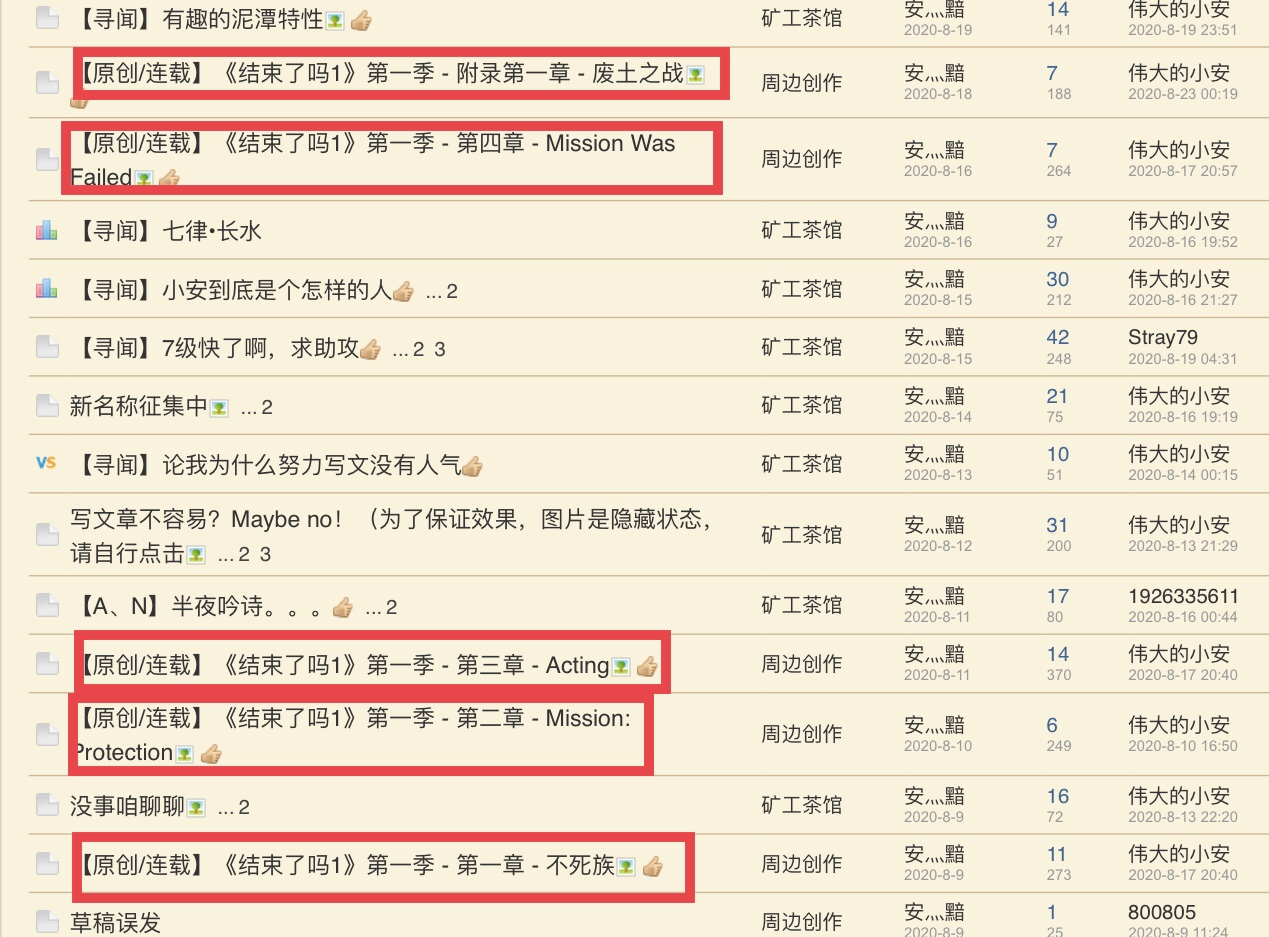 【寻闻】有趣的泥潭特性 矿工茶馆 安灬黯 14 伟大的小安
2020-8-19 141 2020-8-19 23:51
【原创/连载】《结束了吗1》第一季 - 附录第一章 - 废土之战 周边创作 安灬黯 7 伟大的小安
2020-8-18 188 2020-8-23 00:19
【原创/连载】《结束了吗1》第一季 - 第四章 - Mission Was
Failed 周边创作 安灬黯 7 伟大的小安
2020-8-16 264 2020-8-17 20:57
【寻闻】七律•长水 矿工茶馆 安灬黯 9 伟大的小安
2020-8-16 27 2020-8-16 19:52
【寻闻】小安到底是个怎样的人 ...2 矿工茶馆 安灬黯 30 伟大的小安
2020-8-15 212 2020-8-16 21:27
【寻闻】7级快了啊，求助攻 ...2 3 矿工茶馆 安灬黯 42 Stray79
2020-8-15 248 2020-8-19 04:31
新名称征集中 ...2 矿工茶馆 安灬黯 21 伟大的小安
2020-8-14 75 2020-8-16 19:19
VS 【寻闻】论我为什么努力写文没有人气 矿工茶馆 安灬黯 10 伟大的小安
2020-8-13 51 2020-8-14 00:15
写文章不容易？Maybe no！（为了保证效果，图片是隐藏状态，
请自行点击 ...2 3 矿工茶馆 安灬黯 31 伟大的小安
2020-8-12 200 2020-8-13 21:29
【A、N】半夜吟诗。。。 ...2 矿工茶馆 安灬黯 17 1926335611
2020-8-11 80 2020-8-16 00:44
【原创/连载】《结束了吗1》第一季 - 第三章 - Acting 周边创作 安灬黯 14 伟大的小安
2020-8-11 370 2020-8-17 20:40
【原创/连载】《结束了吗1》第一季 - 第二章 - Mission:
Protection 周边创作 安灬黯 6 伟大的小安
2020-8-10 249 2020-8-10 16:50
没事咱聊聊 ...2 矿工茶馆 安灬黯 16 伟大的小安
2020-8-9 72 2020-8-13 22:20
【原创/连载】《结束了吗1》第一季 - 第一章 - 不死族 周边创作 安灬黯 11 伟大的小安
2020-8-9 273 2020-8-17 20:40
草稿误发 周边创作 安灬黯 1 800805
2020-8-9 25 2020-8-9 11:24